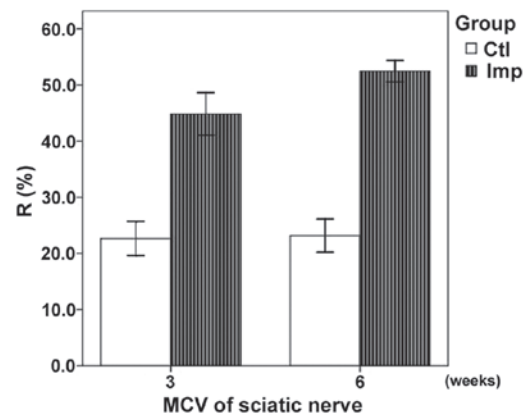 Group
Ctl
Imp
R (%)
60.0
50.0
40.0
30.0
20.0
10.0
0.0
3
6
(weeks)
MCV of sciatic nerve